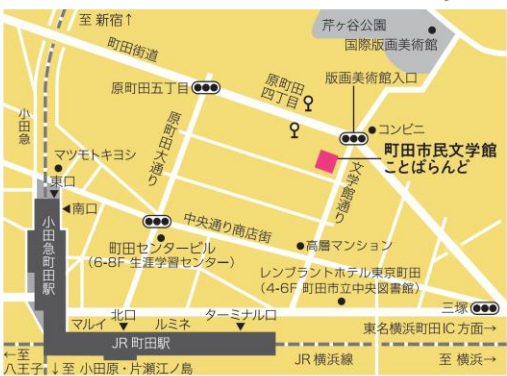 至 新宿↑
町田街道
芹ヶ谷公園
国際版画美術館
原町田五丁目
原町田
四丁目
版画美術館入口
コンビニ
町田市民文学館
ことばらんど
小田急
マツモトキヨシ
東口
◀南口
原町田大通り
文学館通り
中央通り商店街
小田急町田駅
町田センタービル
(6-8F 生涯学習センター)
高層マンション
レンブラントホテル東京町田
(4-6F 町田市立中央図書館)
三塚
北口
ターミナル口
マルイ
ルミネ
東名横浜町田IC 方面→
JR 町田駅
←至
八王子
↓至 小田原・片瀬江ノ島
JR 横浜線
至 横浜→